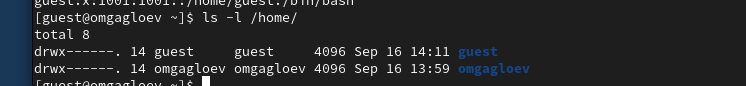 guest:x:1001:1001::/home/guest:/bin/bash
[guest@omgagloev ~]$ ls -l /home/
total 8
drwx------. 14 guest     guest     4096 Sep 16 14:11 guest
drwx------. 14 omgagloev omgagloev 4096 Sep 16 13:59 omgagloev
[guest@omgagloev ~]$